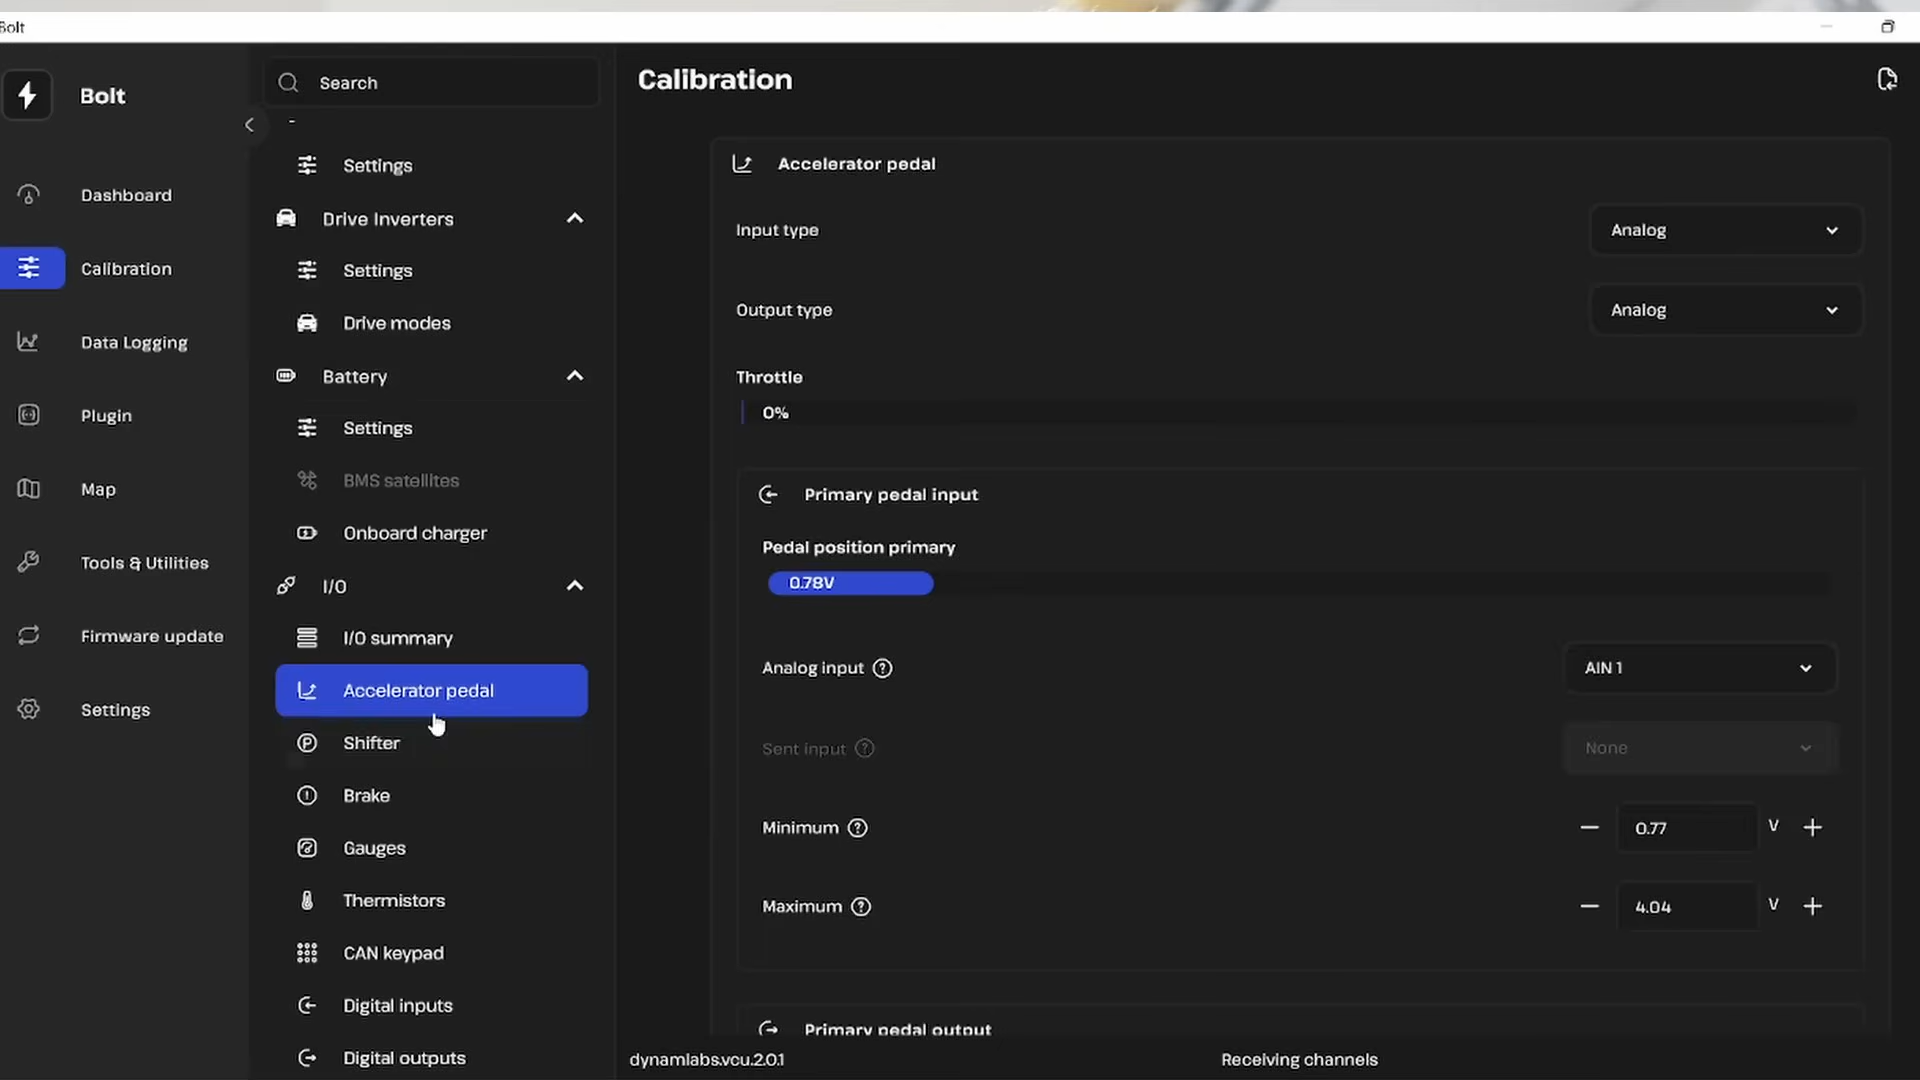 Bolt
Bolt
Dashboard
Calibration
Data Logging
Plugin
Map
Tools & Utilities
Firmware update
Settings
Search
Settings
Drive Inverters
Settings
Drive modes
Battery
Settings
BMS satellites
Onboard charger
I/O
I/O summary
Accelerator pedal
Shifter
Brake
Gauges
Thermistors
CAN keypad
Digital inputs
Digital outputs
Calibration
Accelerator pedal
Input type
Analog
Output type
Analog
Throttle
0%
Primary pedal input
Pedal position primary
0.78V
Analog input ?
AIN 1
Sent input ?
None
Minimum ?
0.77 V
Maximum ?
4.04 V
Primary pedal output
dynamlabs.vcu.2.0.1
Receiving channels